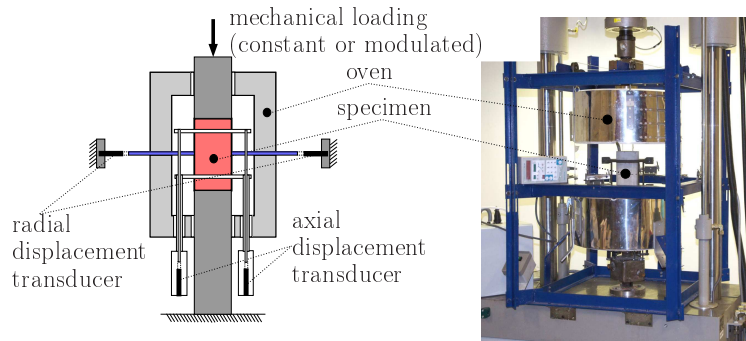 mechanical loading
(constant or modulated)
oven
specimen
radial
displacement
transducer
axial
displacement
transducer